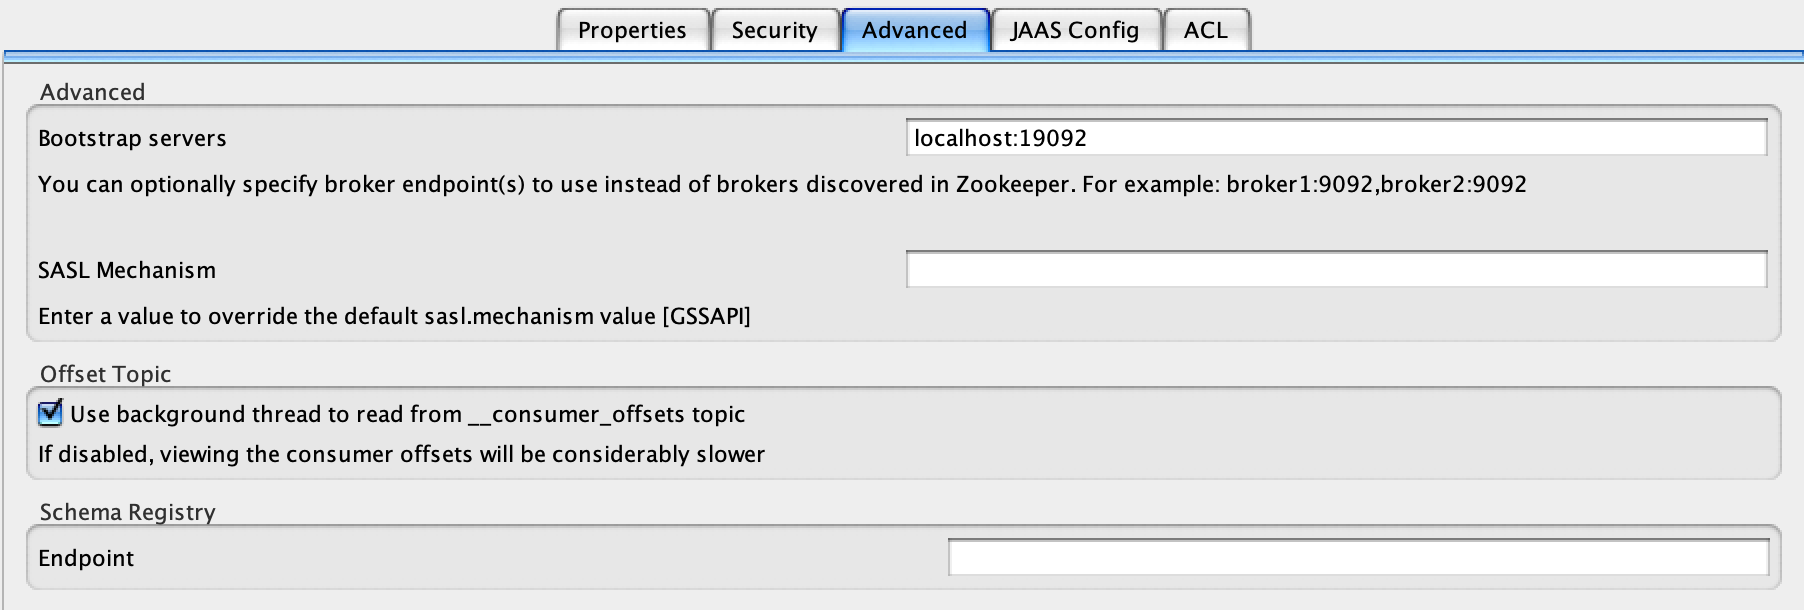 Properties Security Advanced JAAS Config ACL
Advanced
Bootstrap servers localhost:19092
You can optionally specify broker endpoint(s) to use instead of brokers discovered in Zookeeper. For example: broker1:9092,broker2:9092
SASL Mechanism
Enter a value to override the default sasl.mechanism value [GSSAPI]
Offset Topic
Use background thread to read from __consumer_offsets topic
If disabled, viewing the consumer offsets will be considerably slower
Schema Registry
Endpoint